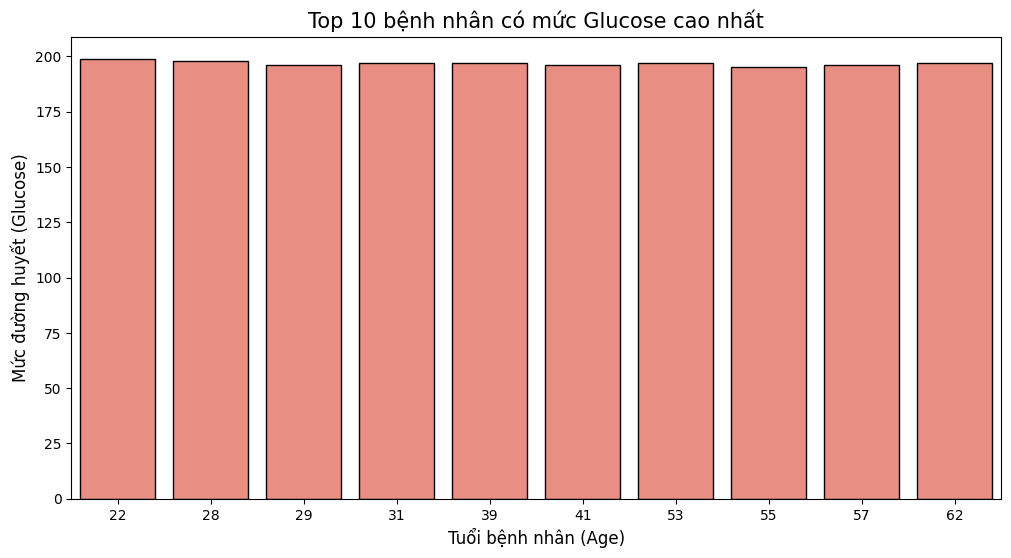 Top 10 bệnh nhân có mức Glucose cao nhất
Mức đường huyết (Glucose)
200
175
150
125
100
75
50
25
0
22 28 29 31 39 41 53 55 57 62
Tuổi bệnh nhân (Age)